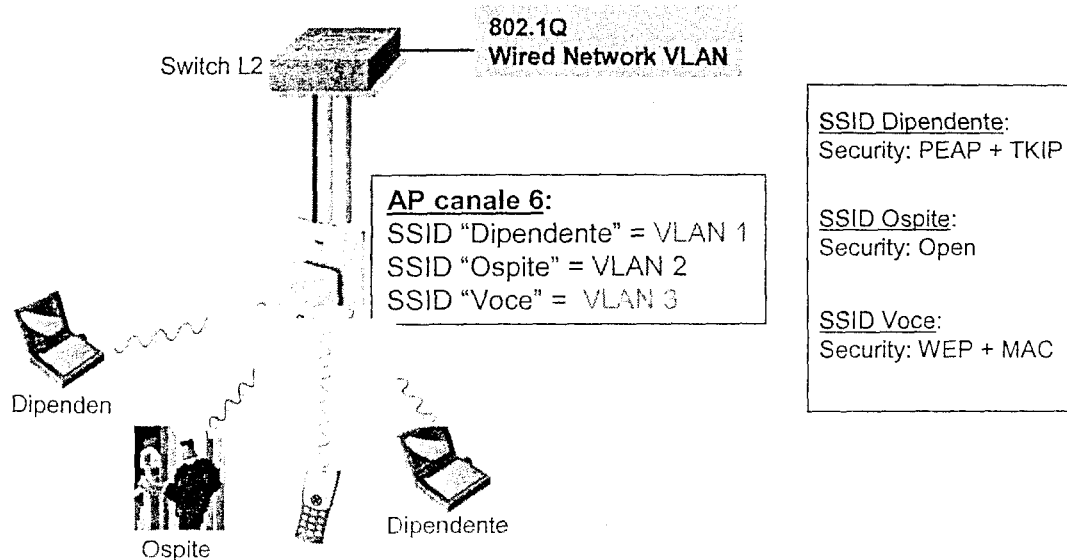 802.1Q
Wired Network VLAN
Switch L2
AP canale 6:
SSID "Dipendente" = VLAN 1
SSID "Ospite" = VLAN 2
SSID "Voce" = VLAN 3
SSID Dipendente:
Security: PEAP + TKIP
SSID Ospite:
Security: Open
SSID Voce:
Security: WEP + MAC
Dipenden
Ospite
Dipendente